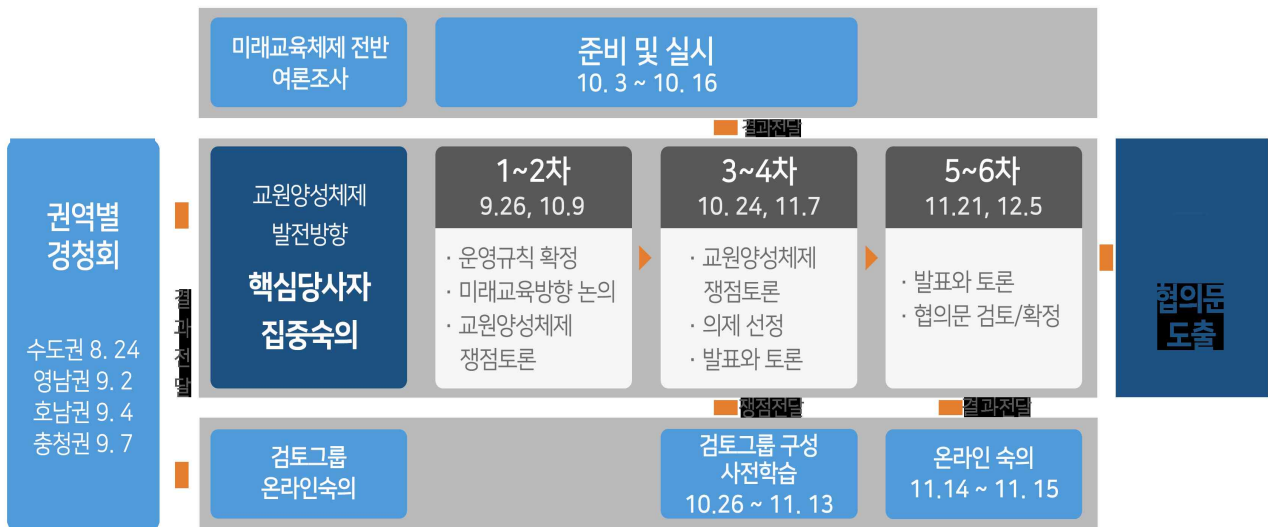 미래교육체제 전반
여론조사
준비 및 실시
10. 3 ~ 10. 16
결과전달
권역별
경청회
수도권 8. 24
영남권 9. 2
호남권 9. 4
충청권 9. 7
결과전달
교원양성체제
발전방향
핵심당사자
집중숙의
1~2차
9.26, 10.9
· 운영규칙 확정
· 미래교육방향 논의
· 교원양성체제
쟁점토론
3~4차
10. 24, 11.7
· 교원양성체제
쟁점토론
· 의제 선정
· 발표와 토론
5~6차
11.21, 12.5
· 발표와 토론
· 협의문 검토/확정
협의문
도출
쟁점전달
결과전달
검토그룹
온라인숙의
검토그룹 구성
사전학습
10.26 ~ 11. 13
온라인 숙의
11.14 ~ 11. 15